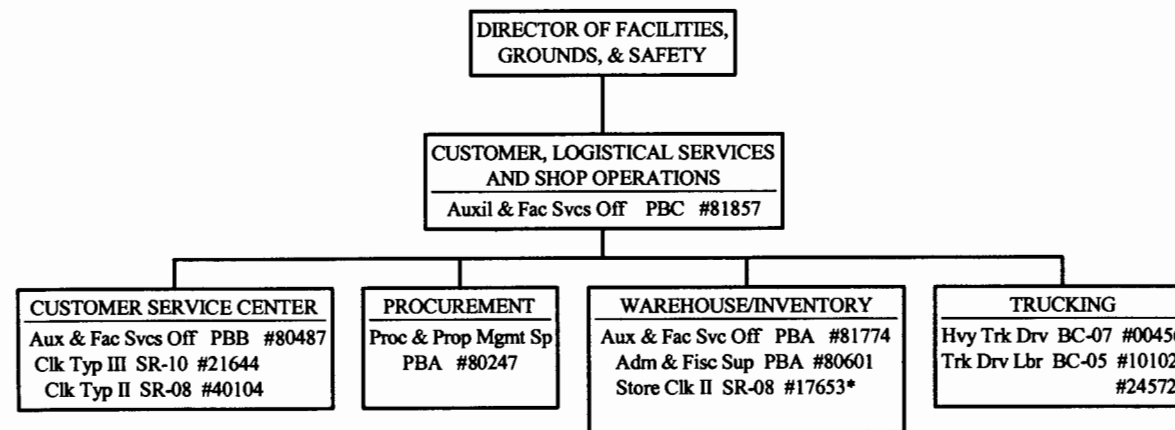 DIRECTOR OF FACILITIES,
GROUNDS, & SAFETY
CUSTOMER, LOGISTICAL SERVICES
AND SHOP OPERATIONS
Auxil & Fac Svcs Off PBC #81857
CUSTOMER SERVICE CENTER
Aux & Fac Svcs Off PBB #80487
Clk Typ III SR-10 #21644
Clk Typ II SR-08 #40104
PROCUREMENT
Proc & Prop Mgmt Sp
PBA #80247
WAREHOUSE/INVENTORY
Aux & Fac Svc Off PBA #81774
Adm & Fisc Sup PBA #80601
Store Clk II SR-08 #17653*
TRUCKING
Hvy Trk Drv BC-07
Trk Drv Lbr BC-05 #10102
#24572